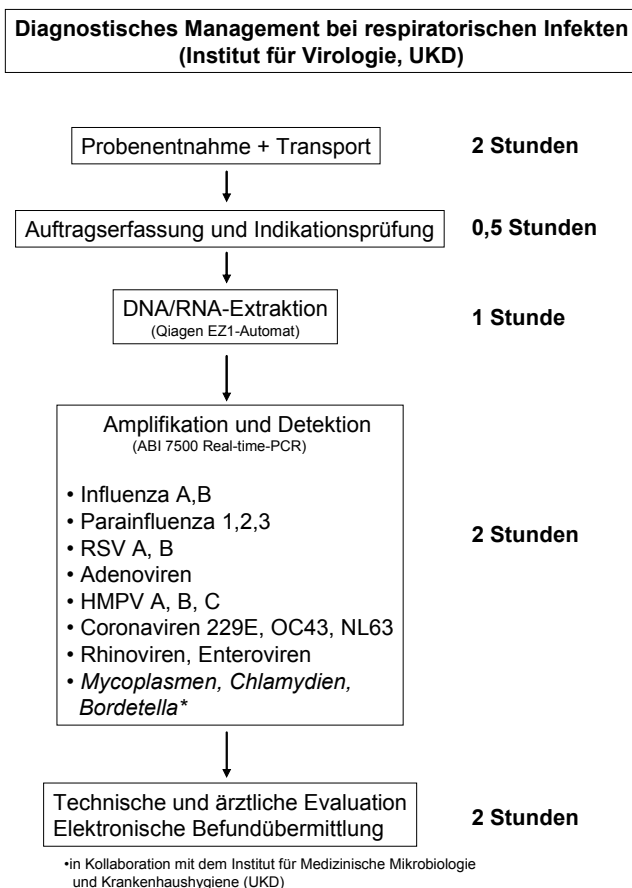 Diagnostisches Management bei respiratorischen Infekten
(Institut für Virologie, UKD)
Probenentnahme + Transport
2 Stunden
Auftragserfassung und Indikationsprüfung
0,5 Stunden
DNA/RNA-Extraktion
(Qiagen EZ1-Automat)
1 Stunde
Amplifikation und Detektion
(ABI 7500 Real-time-PCR)
• Influenza A,B
• Parainfluenza 1,2,3
• RSV A, B
• Adenoviren
• HMPV A, B, C
• Coronaviren 229E, OC43, NL63
• Rhinoviren, Enteroviren
• Mycoplasmen, Chlamydien,
Bordetella*
2 Stunden
Technische und ärztliche Evaluation
Elektronische Befundübermittlung
2 Stunden
•in Kollaboration mit dem Institut für Medizinische Mikrobiologie
und Krankenhaushygiene (UKD)